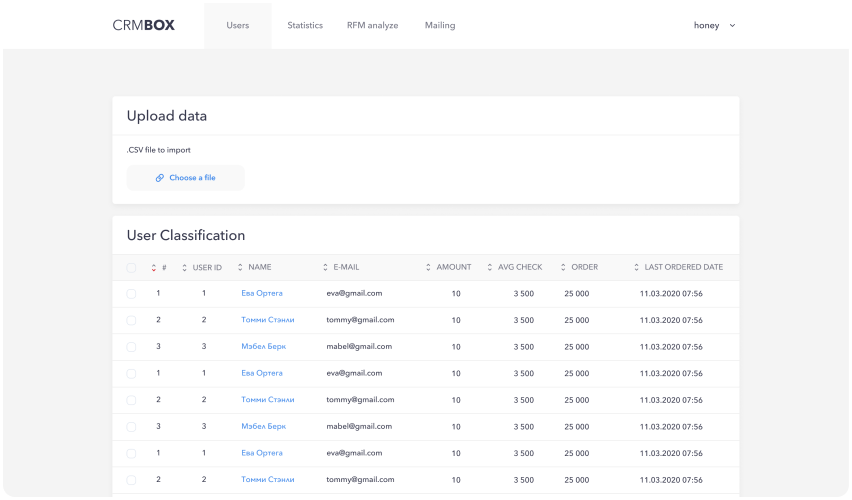 CRMBOX Users Statistics RFM analyze Mailing honey
Upload data
.CSV file to import
Choose a file
User Classification
# USER ID NAME E-MAIL AMOUNT AVG CHECK ORDER LAST ORDERED DATE
1 1 Ева Ортега eva@gmail.com 10 3 500 25 000 11.03.2020 07:56
2 2 Томми Стэнли tommy@gmail.com 10 3 500 25 000 11.03.2020 07:56
3 3 Мэбел Берк mabel@gmail.com 10 3 500 25 000 11.03.2020 07:56
1 1 Ева Ортега eva@gmail.com 10 3 500 25 000 11.03.2020 07:56
2 2 Томми Стэнли tommy@gmail.com 10 3 500 25 000 11.03.2020 07:56
3 3 Мэбел Берк mabel@gmail.com 10 3 500 25 000 11.03.2020 07:56
1 1 Ева Ортега eva@gmail.com 10 3 500 25 000 11.03.2020 07:56
2 2 Томми Стэнли tommy@gmail.com 10 3 500 25 000 11.03.2020 07:56